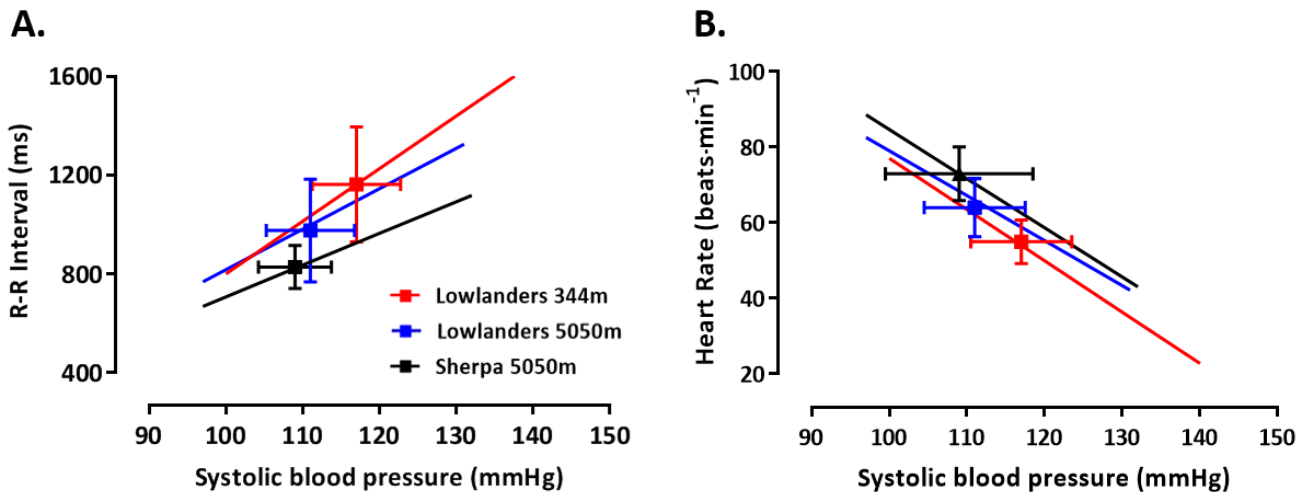 A.
R-R Interval (ms)
1600
1200
800
400
Lowlanders 344m
Lowlanders 5050m
Sherpa 5050m
90 100 110 120 130 140 150
Systolic blood pressure (mmHg)
B.
Heart Rate (beats·min⁻¹)
100
80
60
40
20
90 100 110 120 130 140 150
Systolic blood pressure (mmHg)